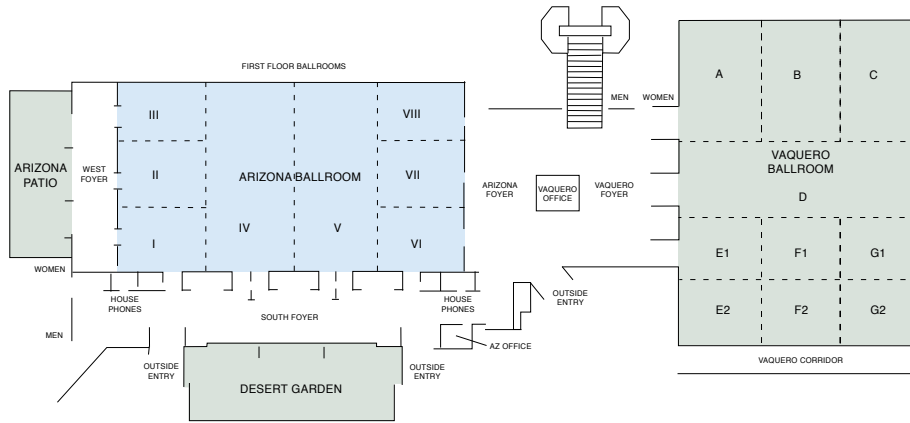 FIRST FLOOR BALLROOMS
MEN
WOMEN
A
B
C
III
VIII
ARIZONA
PATIO
WEST
FOYER
II
ARIZONA BALLROOM
VII
ARIZONA
FOYER
VAQUERO
OFFICE
VAQUERO
FOYER
VAQUERO
BALLROOM
D
I
IV
V
VI
E1
F1
G1
WOMEN
HOUSE
PHONES
HOUSE
PHONES
OUTSIDE
ENTRY
E2
F2
G2
SOUTH FOYER
MEN
AZ OFFICE
OUTSIDE
ENTRY
OUTSIDE
ENTRY
DESERT GARDEN
VAQUERO CORRIDOR